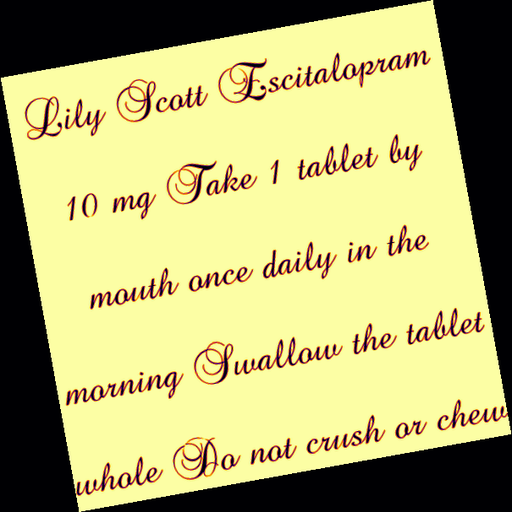 Lily Scott Escitalopram
10 mg Take 1 tablet by
mouth once daily in the
morning Swallow the tablet
whole Do not crush or chew